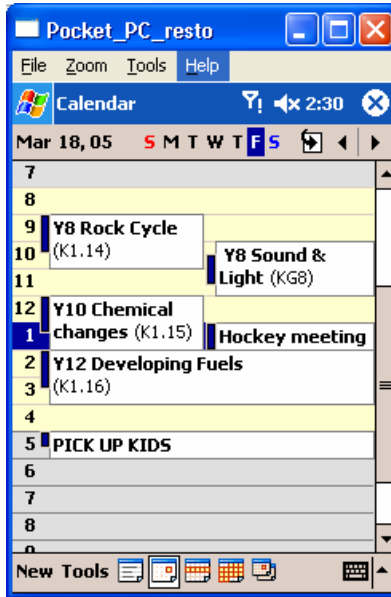 Pocket_PC_resto
File Zoom Tools Help
Calendar 2:30
Mar 18, 05 S M T W T F S
7
8
9 Y8 Rock Cycle
10 (K1.14) Y8 Sound &
11 Light (KG8)
12 Y10 Chemical
1 changes (K1.15) Hockey meeting
2 Y12 Developing Fuels
3 (K1.16)
4
5 PICK UP KIDS
6
7
8
9
New Tools